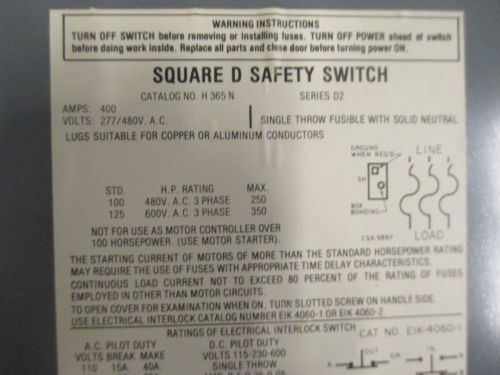 WARNING INSTRUCTIONS
TURN OFF SWITCH before removing or installing fuses. TURN OFF POWER ahead of switch
before doing work inside. Replace all parts and close door before turning power ON.
SQUARE D SAFETY SWITCH
CATALOG NO. H 365 N SERIES D2
AMPS: 400
VOLTS: 277/480V. A.C.
SINGLE THROW FUSIBLE WITH SOLID NEUTRAL
LUGS SUITABLE FOR COPPER OR ALUMINUM CONDUCTORS
GROUND
WHEN REQ'D
LINE
SN
BOX
BONDING
LOAD
STD. H.P. RATING MAX.
100 480V. A.C. 3 PHASE 250
125 600V. A.C. 3 PHASE 350
NOT FOR USE AS MOTOR CONTROLLER OVER
100 HORSEPOWER. (USE MOTOR STARTER).
THE STARTING CURRENT OF MOTORS OF MORE THAN THE STANDARD HORSEPOWER RATING
MAY REQUIRE THE USE OF FUSES WITH APPROPRIATE TIME DELAY CHARACTERISTICS.
CONTINUOUS LOAD CURRENT NOT TO EXCEED 80 PERCENT OF THE RATING OF FUSES
EMPLOYED IN OTHER THAN MOTOR CIRCUITS.
TO OPEN COVER FOR EXAMINATION WHEN ON, TURN SLOTTED SCREW ON HANDLE SIDE.
USE ELECTRICAL INTERLOCK CATALOG NUMBER EIK 4060-1 OR EIK 4060-2.
RATINGS OF ELECTRICAL INTERLOCK SWITCH CAT NO. EIK-4060-1
A.C. PILOT DUTY D.C. PILOT DUTY
VOLTS BREAK MAKE VOLTS 115-230-600
110 15A. 40A. SINGLE THROW
OUT OR IN